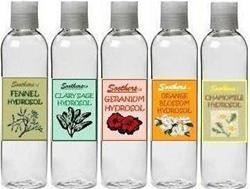 Soothers
FENNEL
HYDROSOL
Soothers
CLARY SAGE
HYDROSOL
Soothers
GERANIUM
HYDROSOL
Soothers
ORANGE
BLOSSOM
HYDROSOL
Soothers
CHAMOMILE
HYDROSOL